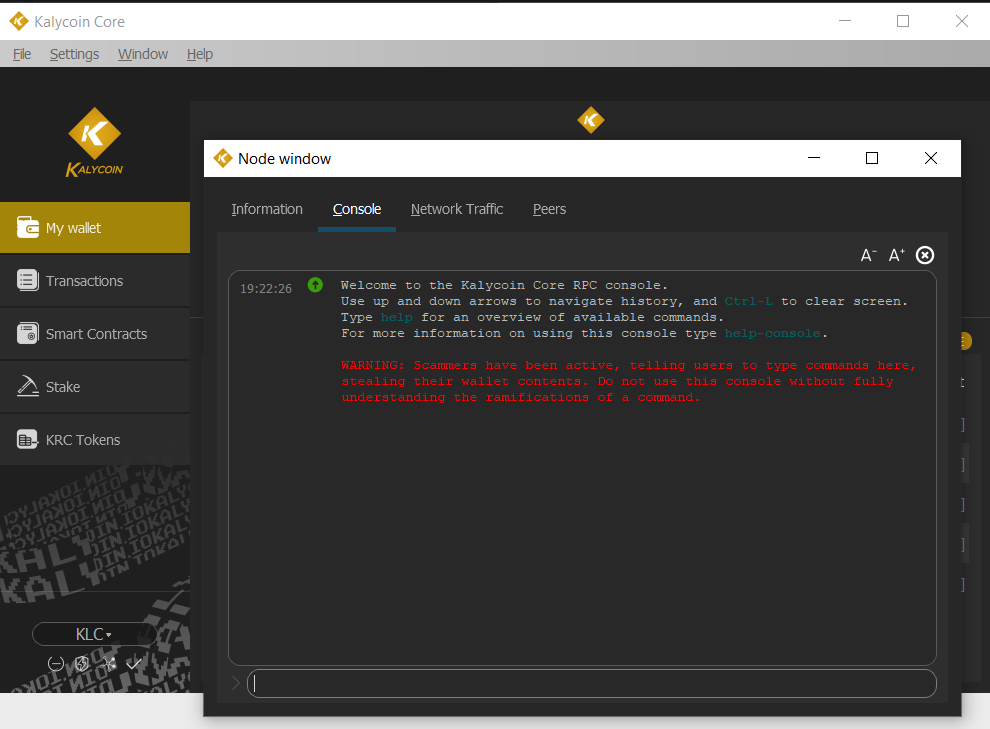 Kalycoin Core
File Settings Window Help
KALYCOIN
My wallet
Transactions
Smart Contracts
Stake
KRC Tokens
KLC
Node window
Information Console Network Traffic Peers
A- A+
19:22:26 Welcome to the Kalycoin Core RPC console.
Use up and down arrows to navigate history, and Ctrl-L to clear screen.
Type help for an overview of available commands.
For more information on using this console type help-console.
WARNING: Scammers have been active, telling users to type commands here,
stealing their wallet contents. Do not use this console without fully
understanding the ramifications of a command.